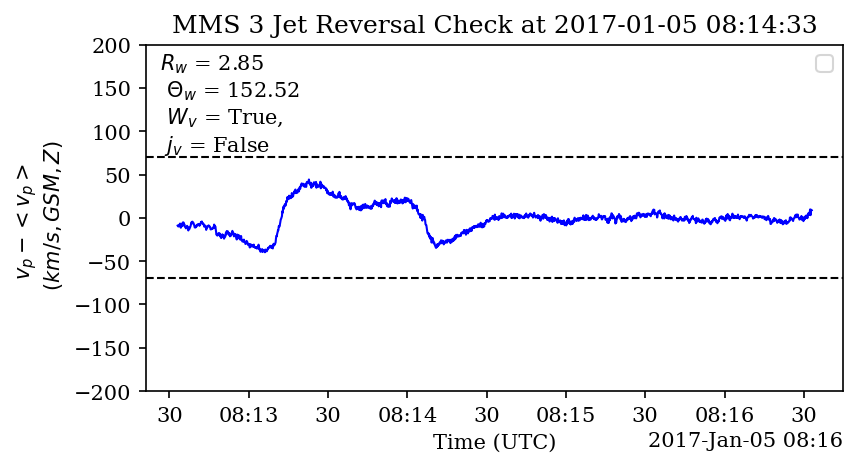 MMS 3 Jet Reversal Check at 2017-01-05 08:14:33
200
150
100
50
0
−50
−100
−150
−200
v_p − < v_p >
(km/s, GSM, Z)
R_w = 2.85
Θ_w = 152.52
W_v = True,
j_v = False
30 08:13 30 08:14 30 08:15 30 08:16 30
Time (UTC)
2017-Jan-05 08:16